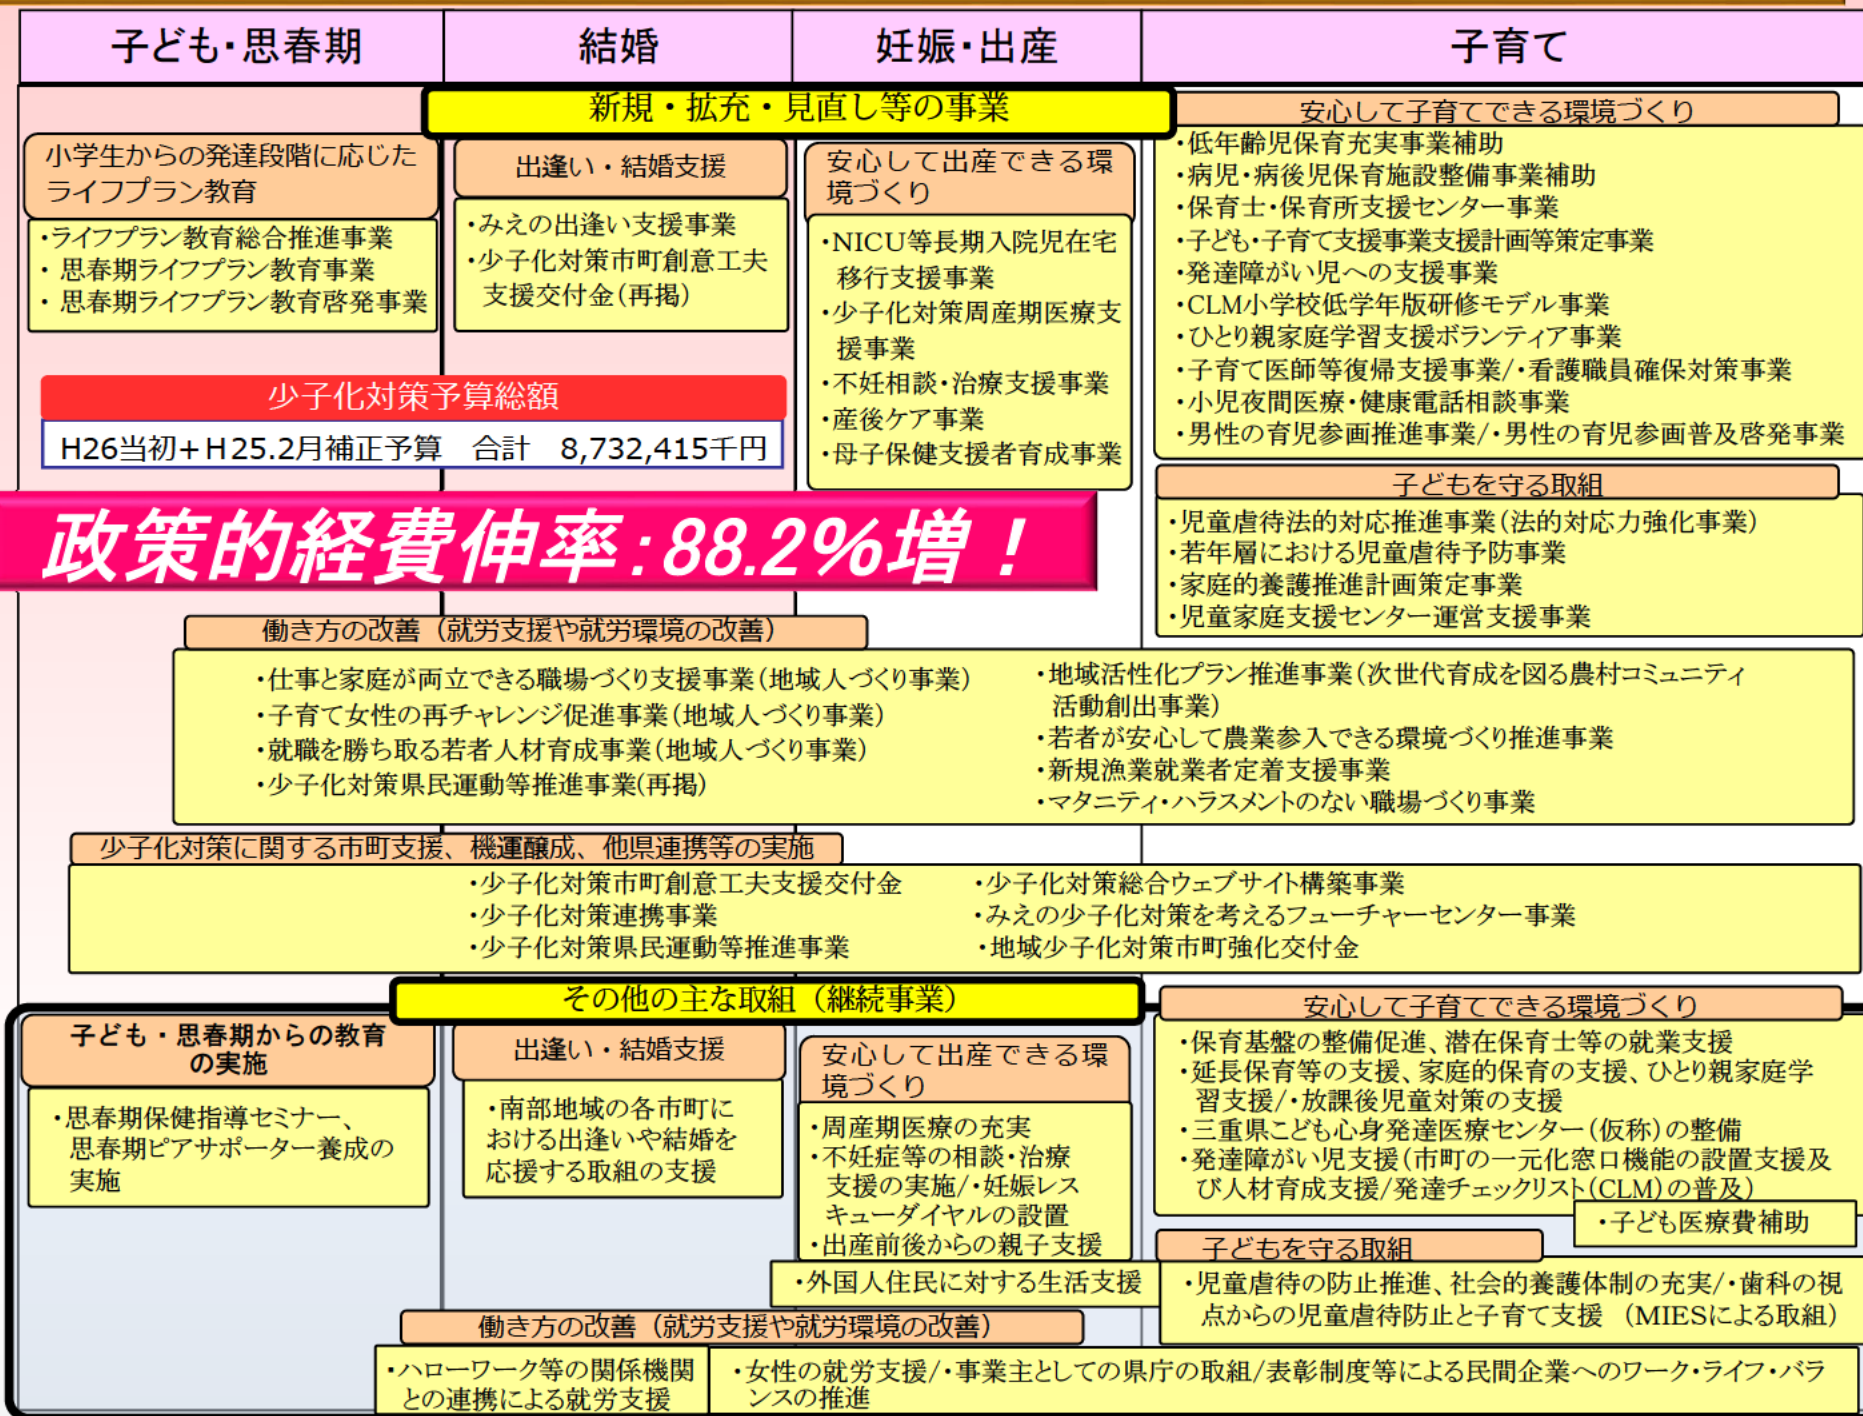 子ども・思春期
結婚
妊娠・出産
子育て
新規・拡充・見直し等の事業
小学生からの発達段階に応じた
ライフプラン教育
・ライフプラン教育総合推進事業
・ 思春期ライフプラン教育事業
・ 思春期ライフプラン教育啓発事業
出逢い・結婚支援
・みえの出逢い支援事業
・少子化対策市町創意工夫
支援交付金(再掲)
安心して出産できる環
境づくり
・NICU等長期入院児在宅
移行支援事業
・少子化対策周産期医療支
援事業
・不妊相談・治療支援事業
・産後ケア事業
・母子保健支援者育成事業
安心して子育てできる環境づくり
・低年齢児保育充実事業補助
・病児・病後児保育施設整備事業補助
・保育士・保育所支援センター事業
・子ども・子育て支援事業支援計画等策定事業
・発達障がい児への支援事業
・CLM小学校低学年版研修モデル事業
・ひとり親家庭学習支援ボランティア事業
・子育て医師等復帰支援事業/・看護職員確保対策事業
・小児夜間医療・健康電話相談事業
・男性の育児参画推進事業/・男性の育児参画普及啓発事業
少子化対策予算総額
H26当初+H25.2月補正予算 合計 8,732,415千円
政策的経費伸率:88.2%増!
子どもを守る取組
・児童虐待法的対応推進事業(法的対応力強化事業)
・若年層における児童虐待予防事業
・家庭的養護推進計画策定事業
・児童家庭支援センター運営支援事業
働き方の改善(就労支援や就労環境の改善)
・仕事と家庭が両立できる職場づくり支援事業(地域人づくり事業)
・子育て女性の再チャレンジ促進事業(地域人づくり事業)
・就職を勝ち取る若者人材育成事業(地域人づくり事業)
・少子化対策県民運動等推進事業(再掲)
・地域活性化プラン推進事業(次世代育成を図る農村コミュニティ
活動創出事業)
・若者が安心して農業参入できる環境づくり推進事業
・新規漁業就業者定着支援事業
・マタニティ・ハラスメントのない職場づくり事業
少子化対策に関する市町支援、機運醸成、他県連携等の実施
・少子化対策市町創意工夫支援交付金
・少子化対策連携事業
・少子化対策県民運動等推進事業
・少子化対策総合ウェブサイト構築事業
・みえの少子化対策を考えるフューチャーセンター事業
・地域少子化対策市町強化交付金
その他の主な取組(継続事業)
子ども・思春期からの教育
の実施
・思春期保健指導セミナー、
思春期ピアサポーター養成の
実施
出逢い・結婚支援
・南部地域の各市町に
おける出逢いや結婚を
応援する取組の支援
安心して出産できる環
境づくり
・周産期医療の充実
・不妊症等の相談・治療
支援の実施/・妊娠レス
キューダイヤルの設置
・出産前後からの親子支援
・外国人住民に対する生活支援
安心して子育てできる環境づくり
・保育基盤の整備促進、潜在保育士等の就業支援
・延長保育等の支援、家庭的保育の支援、ひとり親家庭学
習支援/・放課後児童対策の支援
・三重県こども心身発達医療センター(仮称)の整備
・発達障がい児支援(市町の一元化窓口機能の設置支援及
び人材育成支援/発達チェックリスト(CLM)の普及)
・子ども医療費補助
子どもを守る取組
・児童虐待の防止推進、社会的養護体制の充実/・歯科の視
点からの児童虐待防止と子育て支援 (MIESによる取組)
働き方の改善(就労支援や就労環境の改善)
・ハローワーク等の関係機関
との連携による就労支援
・女性の就労支援/・事業主としての県庁の取組/表彰制度等による民間企業へのワーク・ライフ・バラ
ンスの推進